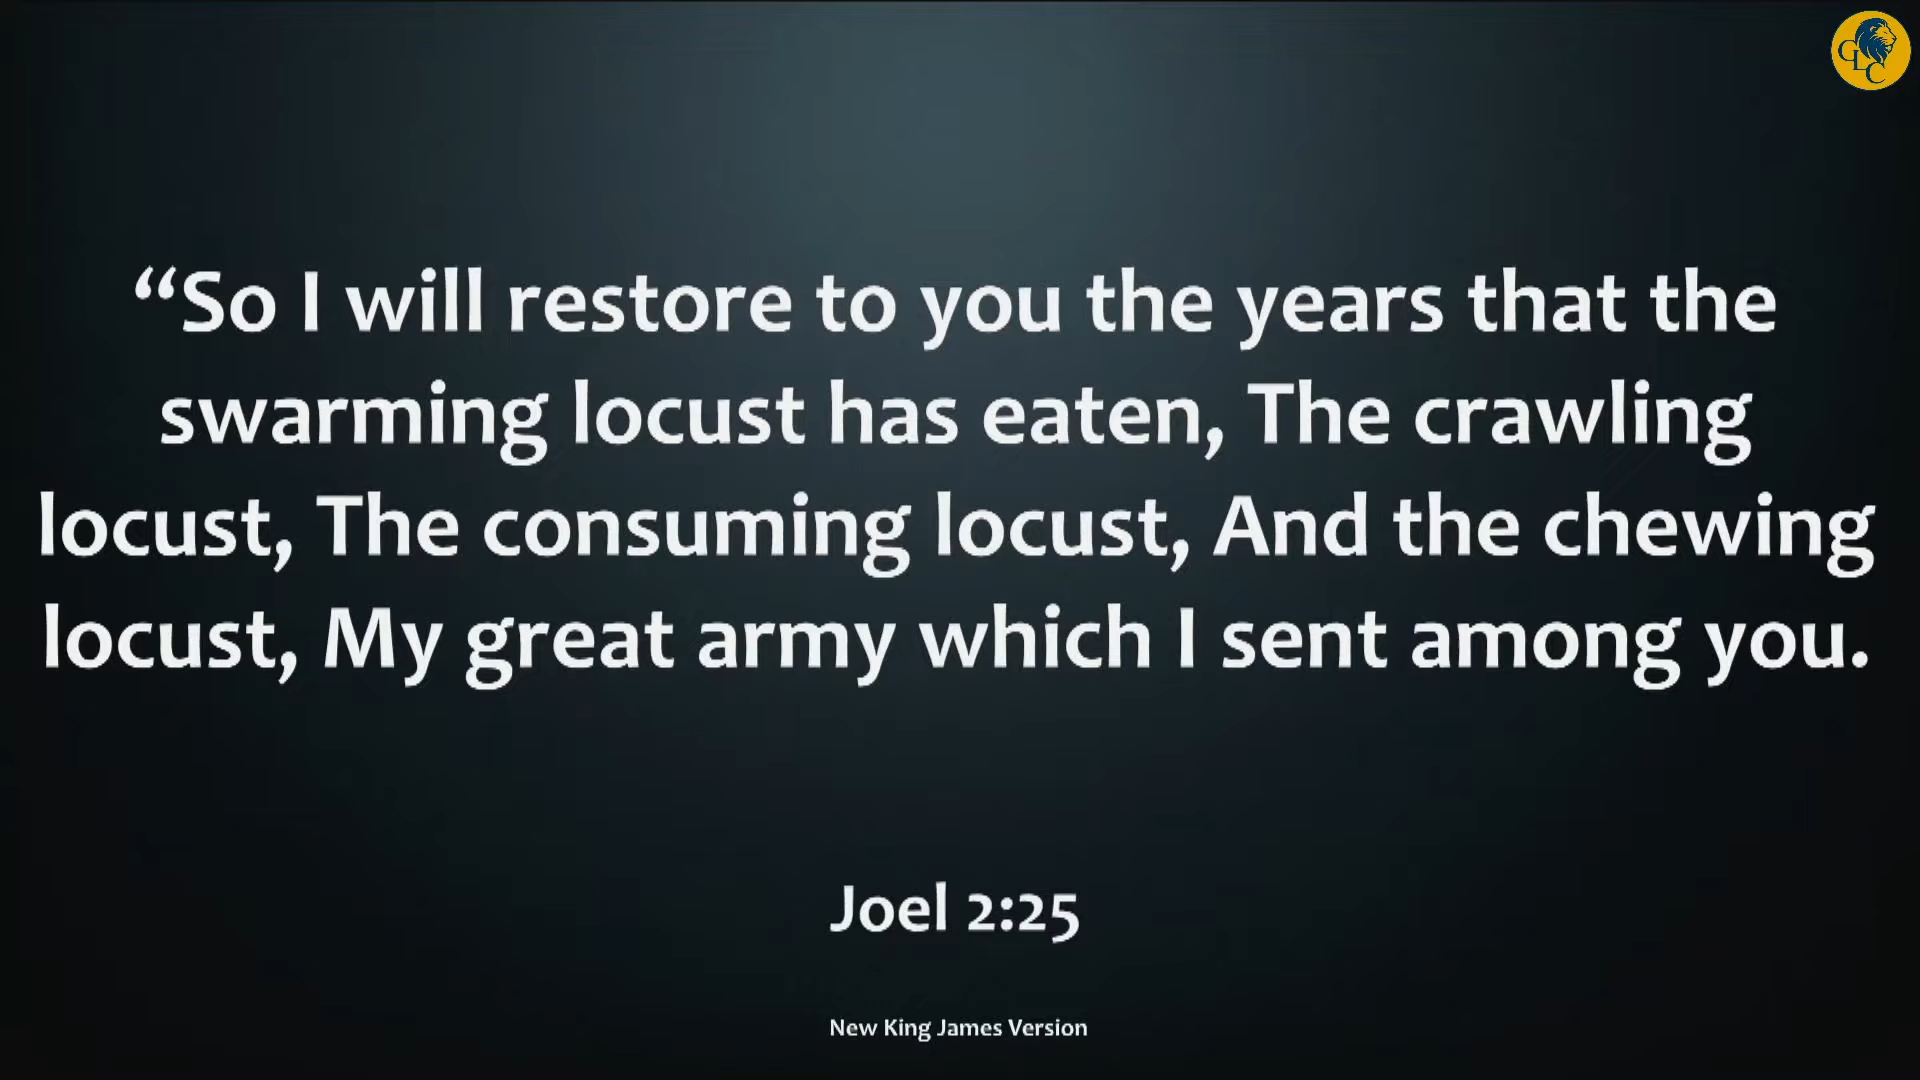 GLC
“So I will restore to you the years that the
swarming locust has eaten, The crawling
locust, The consuming locust, And the chewing
locust, My great army which I sent among you.
Joel 2:25
New King James Version